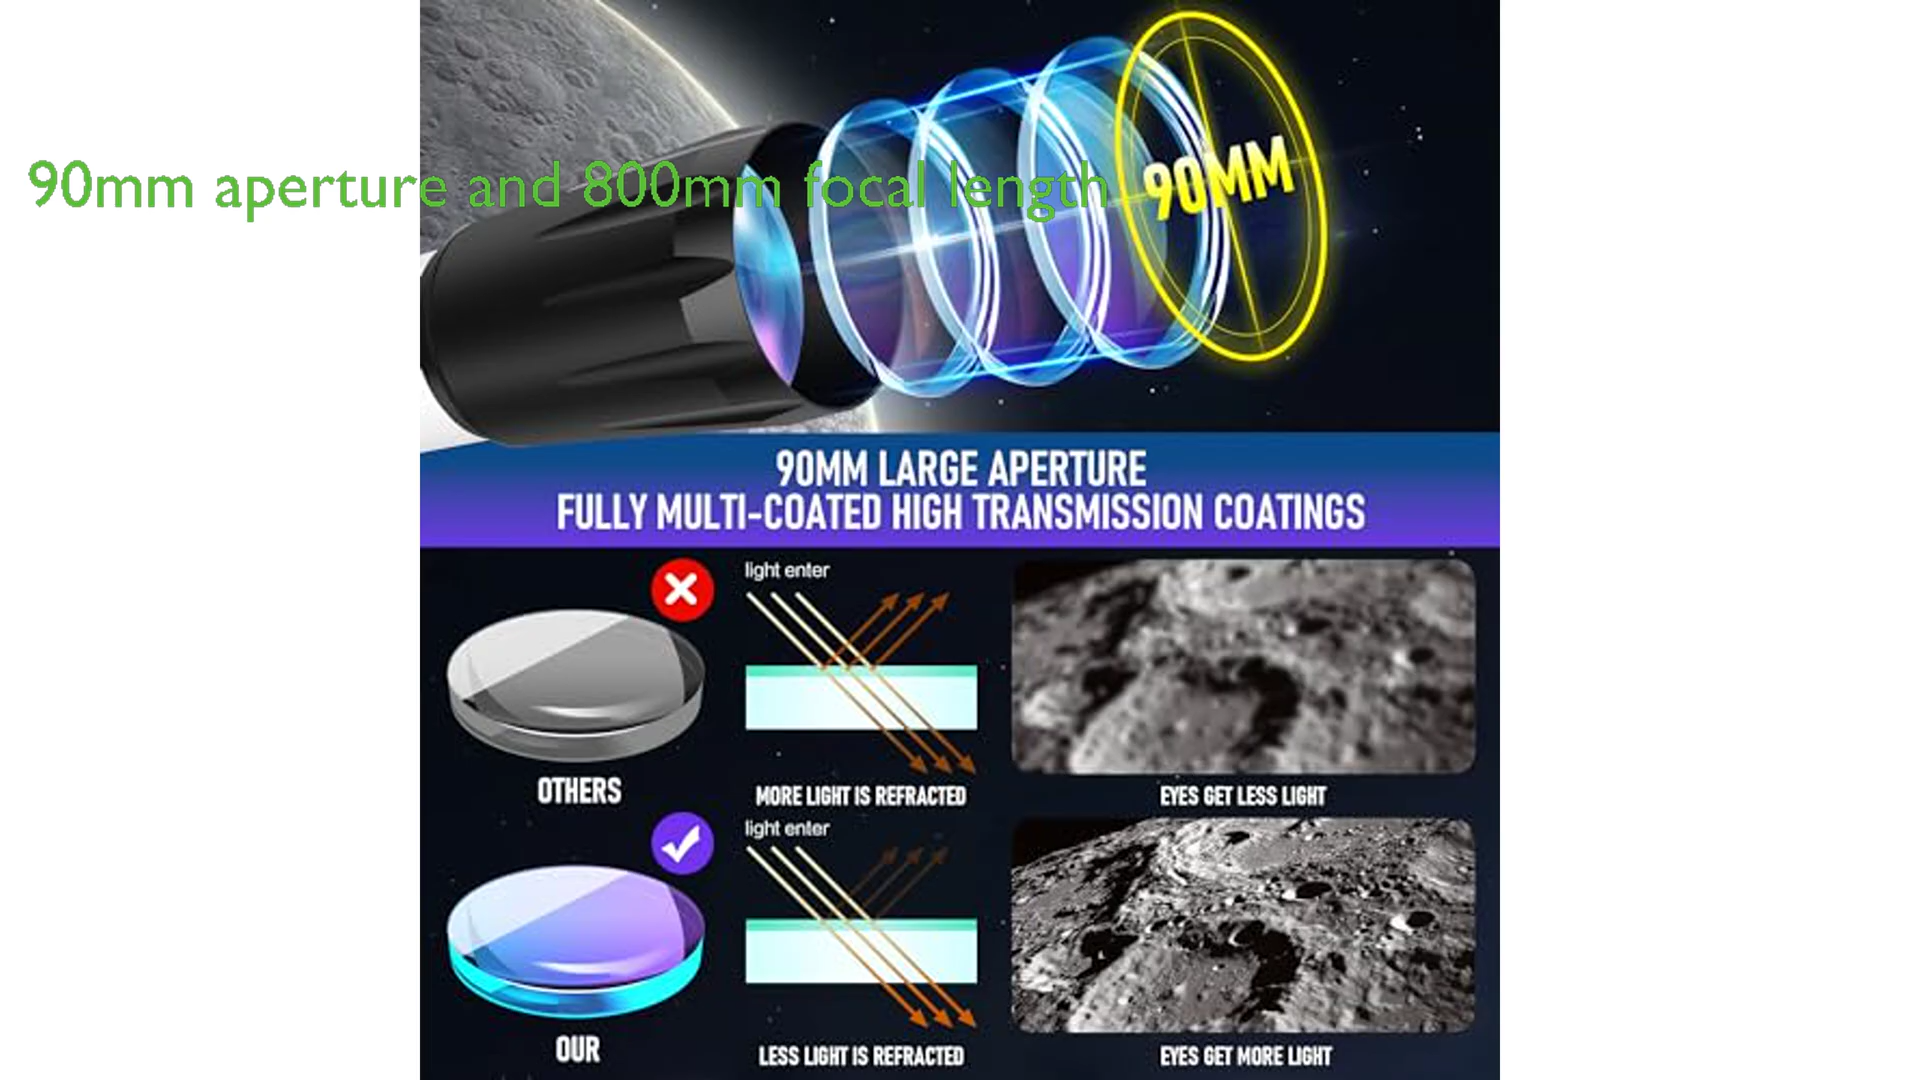 90mm aperture and 800mm focal length
90MM
90MM LARGE APERTURE
FULLY MULTI-COATED HIGH TRANSMISSION COATINGS
light enter
OTHERS
MORE LIGHT IS REFRACTED
EYES GET LESS LIGHT
light enter
OUR
LESS LIGHT IS REFRACTED
EYES GET MORE LIGHT